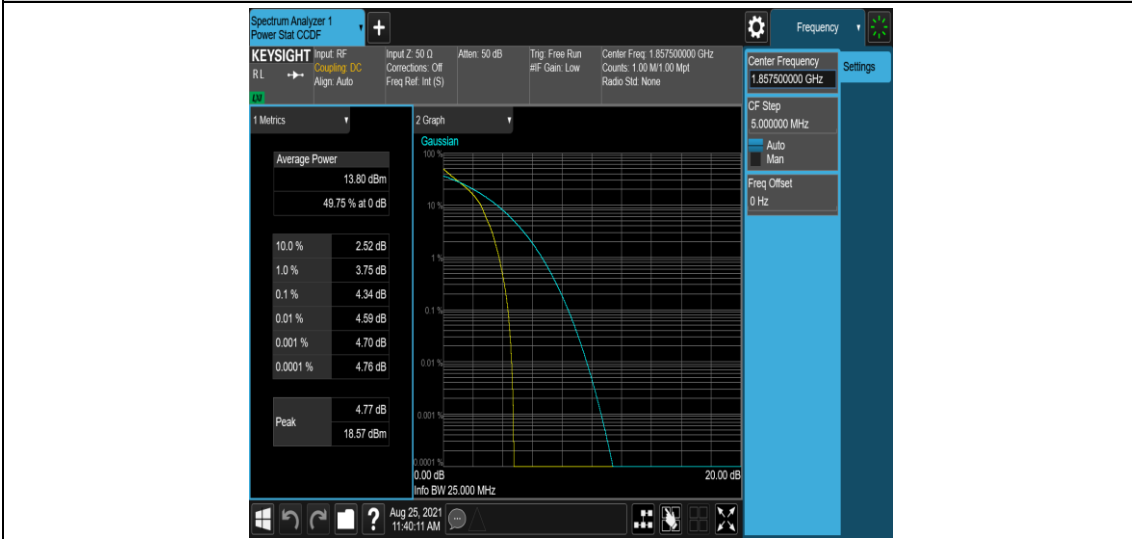 Spectrum Analyzer 1
Power Stat CCDF
+
Frequency
KEYSIGHT
RL
LM
Input: RF
Coupling: DC
Align: Auto
Input Z: 50 Ω
Corrections: Off
Freq Ref: Int (S)
Atten: 50 dB
Trig: Free Run
#IF Gain: Low
Center Freq: 1.857500000 GHz
Counts: 1.00 M/1.00 Mpt
Radio Std: None
Center Frequency
1.857500000 GHz
Settings
CF Step
5.000000 MHz
Auto
Man
Freq Offset
0 Hz
1 Metrics
Average Power
13.80 dBm
49.75 % at 0 dB
10.0 % 2.52 dB
1.0 % 3.75 dB
0.1 % 4.34 dB
0.01 % 4.59 dB
0.001 % 4.70 dB
0.0001 % 4.76 dB
Peak
4.77 dB
18.57 dBm
2 Graph
Gaussian
100 %
10 %
1 %
0.1 %
0.01 %
0.001 %
0.0001 %
0.00 dB 20.00 dB
Info BW 25.000 MHz
?
Aug 25, 2021
11:40:11 AM